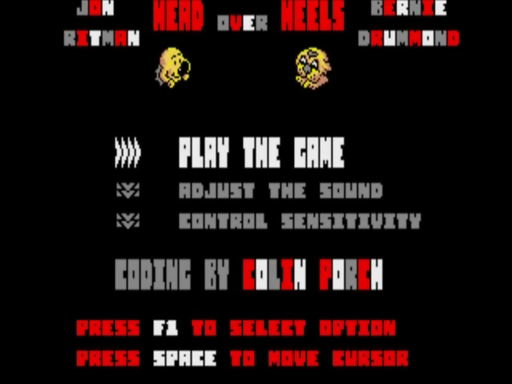 JON HEAD OVER HEELS BERNIE
RITMAN DRUMMOND
PLAY THE GAME
ADJUST THE SOUND
CONTROL SENSITIVITY
CODING BY COLIN PORCH
PRESS F1 TO SELECT OPTION
PRESS SPACE TO MOVE CURSOR